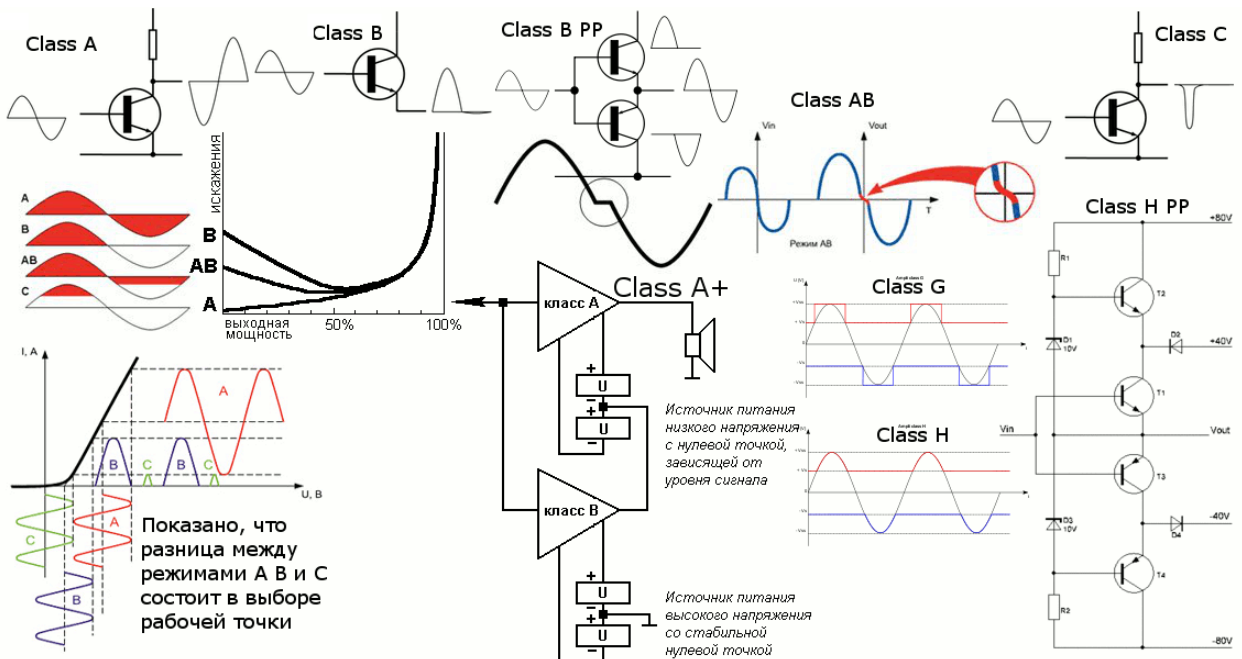 Class A
Class B
Class B PP
Class C
Class AB
Vin
Vout
T
Режим АВ
искажения
A
B
AB
C
B
AB
A
выходная
мощность
50%
100%
класс А
Class A+
U
U
+
−
+
−
Источник питания
низкого напряжения
с нулевой точкой,
зависящей от
уровня сигнала
класс В
U
U
+
−
+
−
Источник питания
высокого напряжения
со стабильной
нулевой точкой
Class G
Class H
Class H PP
+80V
R1
T2
D2
+40V
D1
10V
T1
Vin
Vout
T3
D3
10V
-40V
D4
T4
R2
-80V
I, A
A
B
C
B
C
U, В
C
A
B
Показано, что
разница между
режимами А В и С
состоит в выборе
рабочей точки